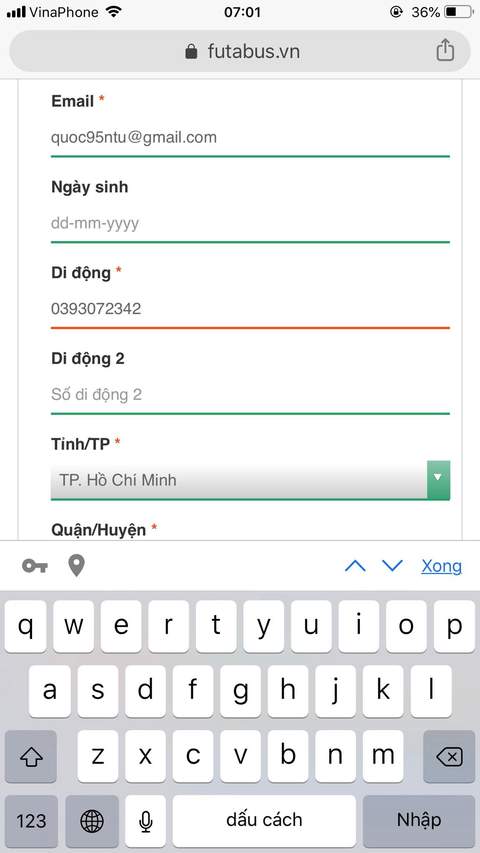 VinaPhone 07:01 36%
futabus.vn
Email *
quoc95ntu@gmail.com
Ngày sinh
dd-mm-yyyy
Di động *
0393072342
Di động 2
Số di động 2
Tỉnh/TP *
TP. Hồ Chí Minh
Quận/Huyện *
Xong
q w e r t y u i o p
a s d f g h j k l
z x c v b n m
123 dấu cách Nhập